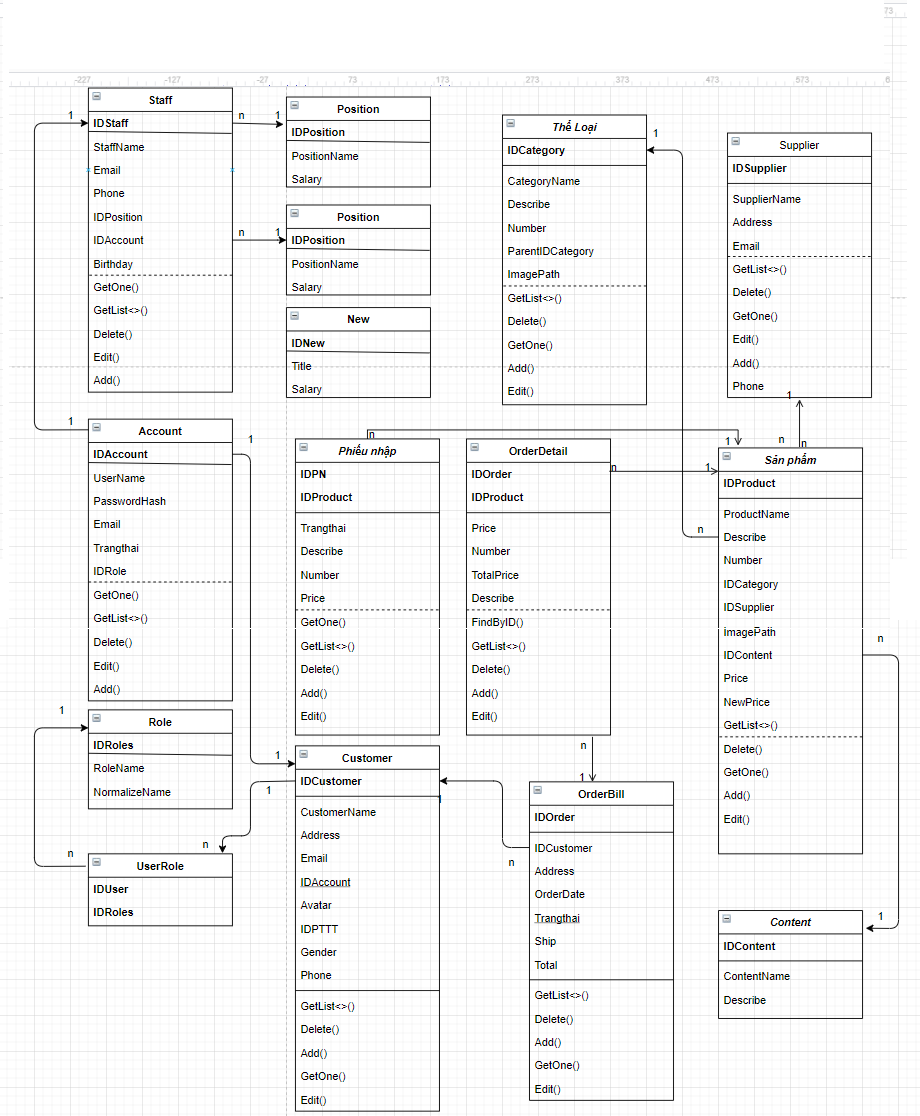 73
-227
-127
-27
73
173
273
373
473
573
Staff
IDStaff
StaffName
Email
Phone
IDPosition
IDAccount
Birthday
GetOne()
GetList<>()
Delete()
Edit()
Add()
1
n
1
Position
IDPosition
PositionName
Salary
n
1
Position
IDPosition
PositionName
Salary
New
IDNew
Title
Salary
Thể Loại
IDCategory
CategoryName
Describe
Number
ParentIDCategory
ImagePath
GetList<>()
Delete()
GetOne()
Add()
Edit()
1
Supplier
IDSupplier
SupplierName
Address
Email
GetList<>()
Delete()
GetOne()
Edit()
Add()
Phone
1
n
n
1
Account
IDAccount
UserName
PasswordHash
Email
Trangthai
IDRole
GetOne()
GetList<>()
Delete()
Edit()
Add()
1
n
1
Phiếu nhập
IDPN
IDProduct
Trangthai
Describe
Number
Price
GetOne()
GetList<>()
Delete()
Add()
Edit()
OrderDetail
IDOrder
IDProduct
Price
Number
TotalPrice
Describe
FindByID()
GetList<>()
Delete()
Add()
Edit()
n
1
n
Sản phẩm
IDProduct
ProductName
Describe
Number
IDCategory
IDSupplier
ImagePath
IDContent
Price
NewPrice
GetList<>()
Delete()
GetOne()
Add()
Edit()
n
1
Role
IDRoles
RoleName
NormalizeName
1
Customer
IDCustomer
CustomerName
Address
Email
IDAccount
Avatar
IDPTTT
Gender
Phone
GetList<>()
Delete()
Add()
GetOne()
Edit()
1
n
n
UserRole
IDUser
IDRoles
n
1
1
n
OrderBill
IDOrder
IDCustomer
Address
OrderDate
Trangthai
Ship
Total
GetList<>()
Delete()
Add()
GetOne()
Edit()
1
Content
IDContent
ContentName
Describe